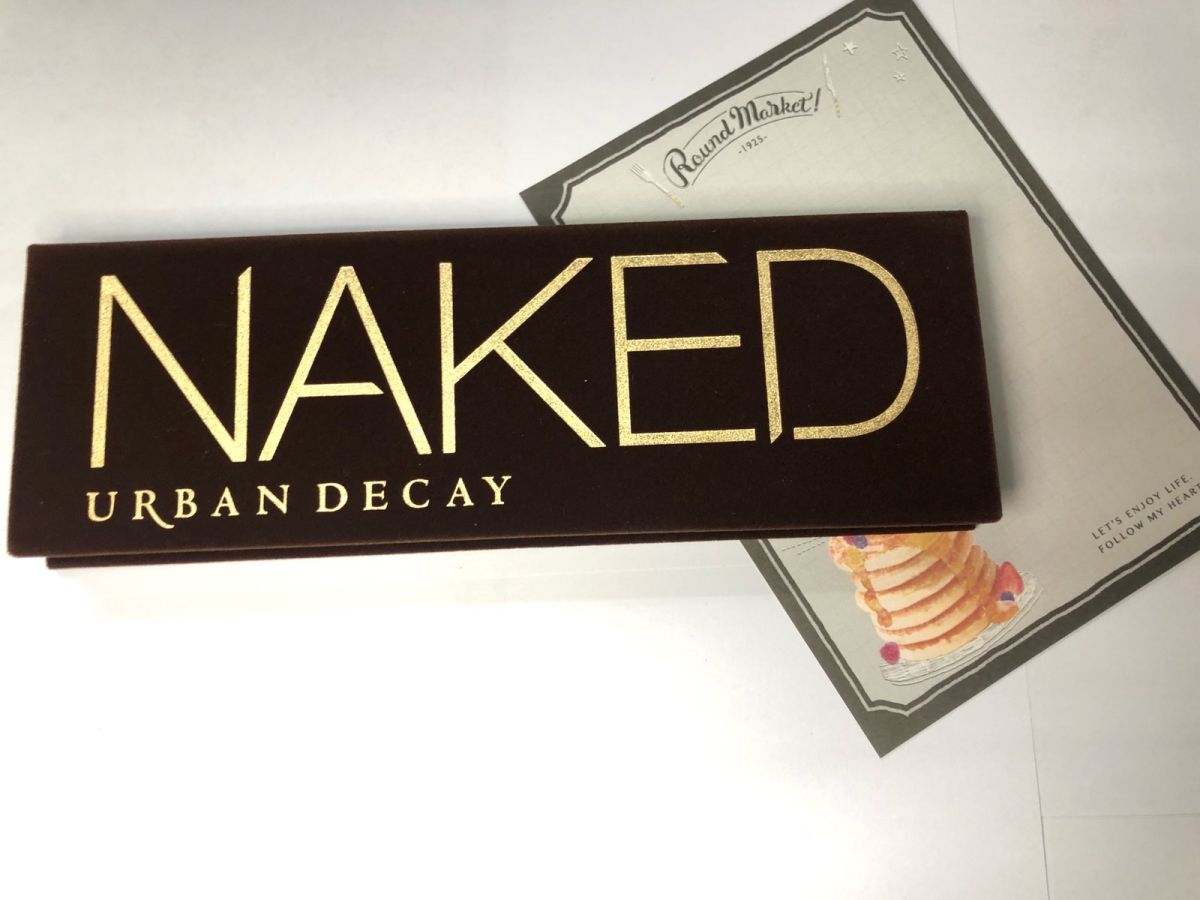 Round Market!
-1925-
NAKED
URBAN DECAY
LET'S ENJOY LIFE.
FOLLOW MY HEART